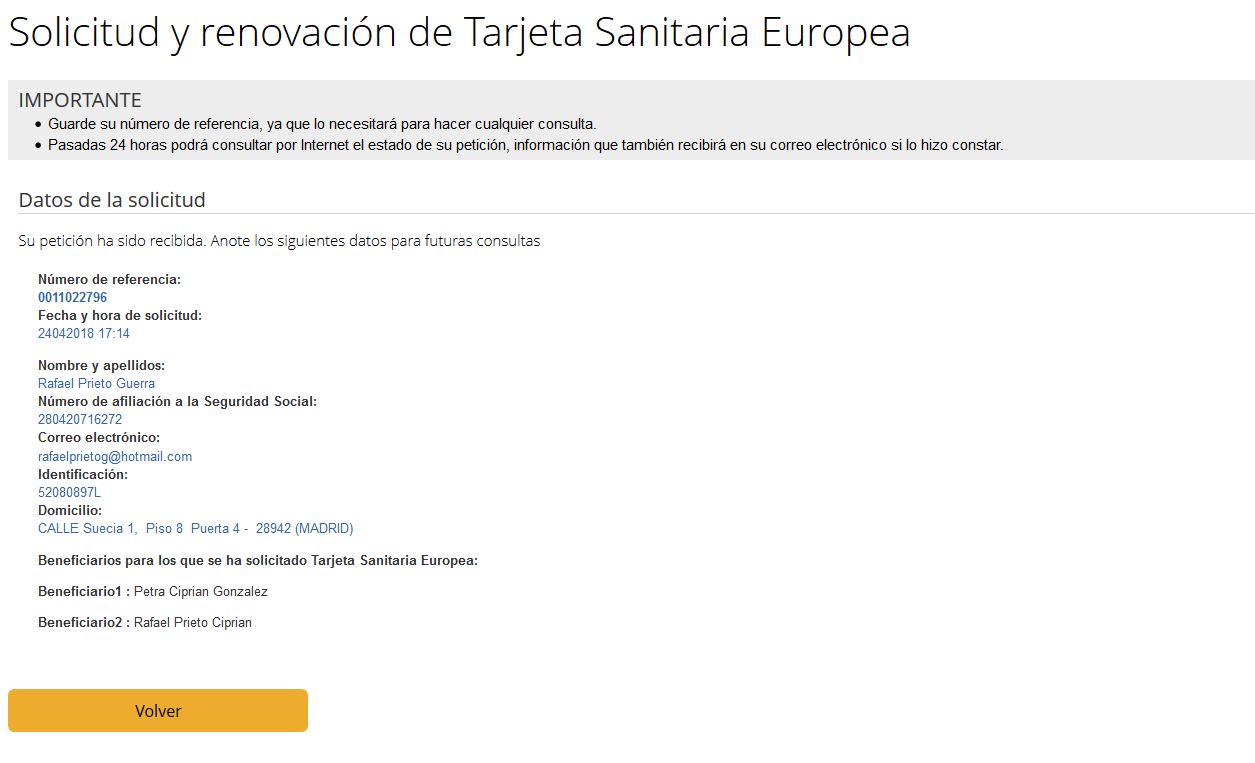 Solicitud y renovación de Tarjeta Sanitaria Europea
IMPORTANTE
• Guarde su número de referencia, ya que lo necesitará para hacer cualquier consulta.
• Pasadas 24 horas podrá consultar por Internet el estado de su petición, información que también recibirá en su correo electrónico si lo hizo constar.
Datos de la solicitud
Su petición ha sido recibida. Anote los siguientes datos para futuras consultas
Número de referencia:
0011022796
Fecha y hora de solicitud:
24042018 17:14
Nombre y apellidos:
Rafael Prieto Guerra
Número de afiliación a la Seguridad Social:
280420716272
Correo electrónico:
rafaelprietog@hotmail.com
Identificación:
52080897L
Domicilio:
CALLE Suecia 1, Piso 8 Puerta 4 - 28942 (MADRID)
Beneficiarios para los que se ha solicitado Tarjeta Sanitaria Europea:
Beneficiario1 : Petra Ciprian Gonzalez
Beneficiario2 : Rafael Prieto Ciprian
Volver